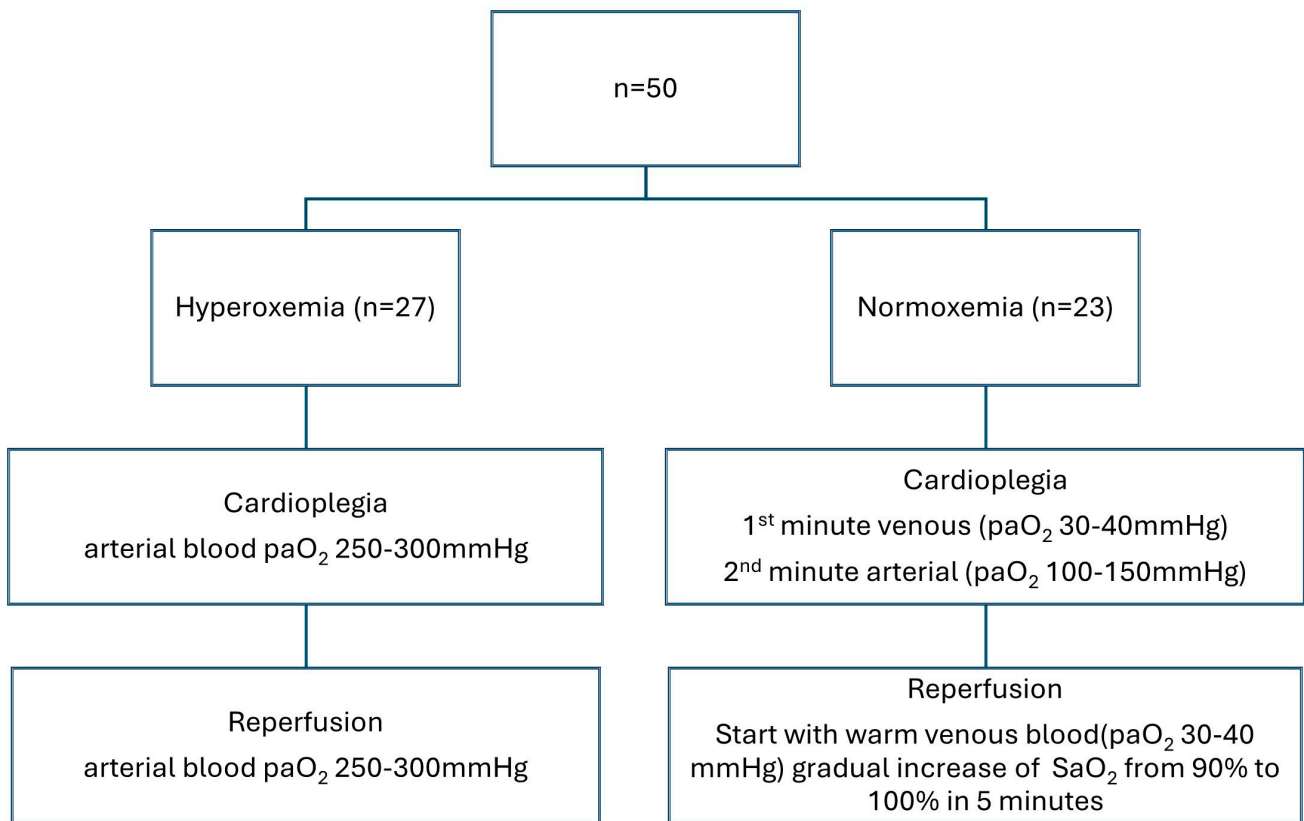 n=50
Hyperoxemia (n=27)
Normoxemia (n=23)
Cardioplegia
arterial blood paO₂ 250-300mmHg
Cardioplegia
1ˢᵗ minute venous (paO₂ 30-40mmHg)
2ⁿᵈ minute arterial (paO₂ 100-150mmHg)
Reperfusion
arterial blood paO₂ 250-300mmHg
Reperfusion
Start with warm venous blood(paO₂ 30-40
mmHg) gradual increase of SaO₂ from 90% to
100% in 5 minutes